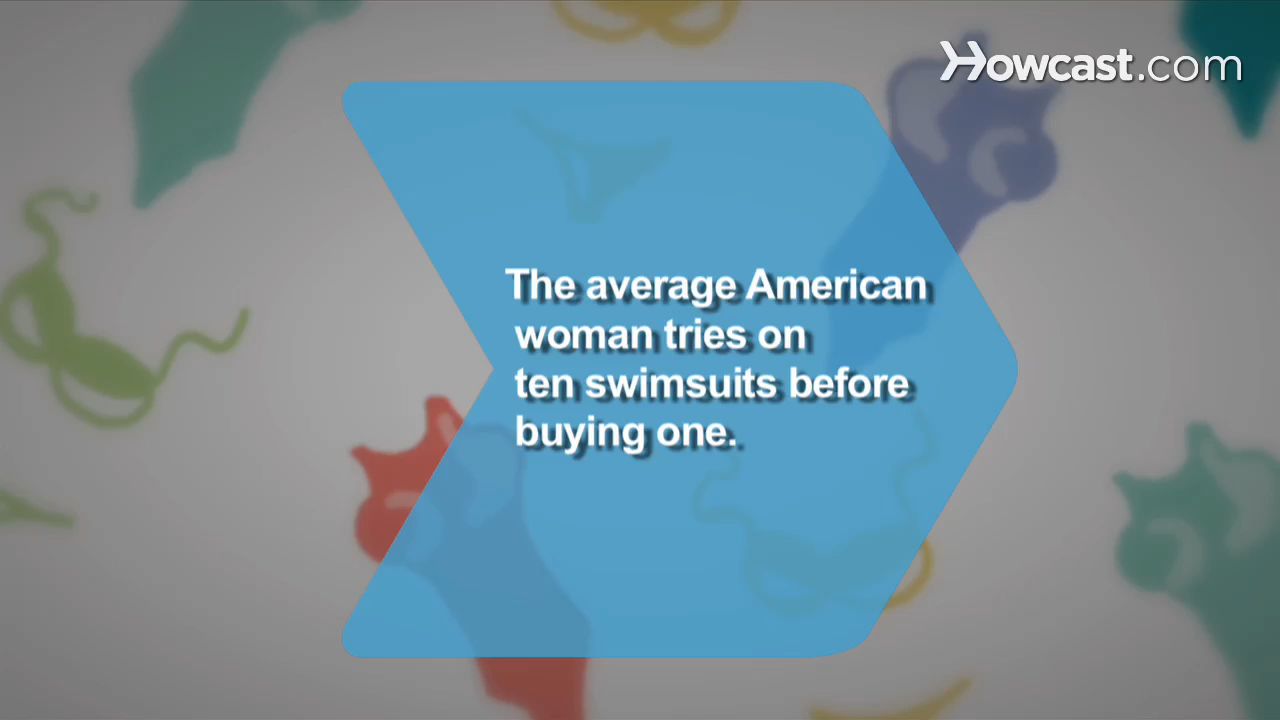 Howcast.com
The average American
woman tries on
ten swimsuits before
buying one.